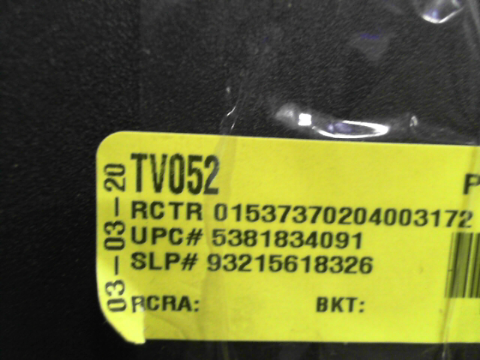 03-03-20
TV052
P
RCTR 01537370204003172
UPC# 5381834091
SLP# 93215618326
RCRA: BKT: